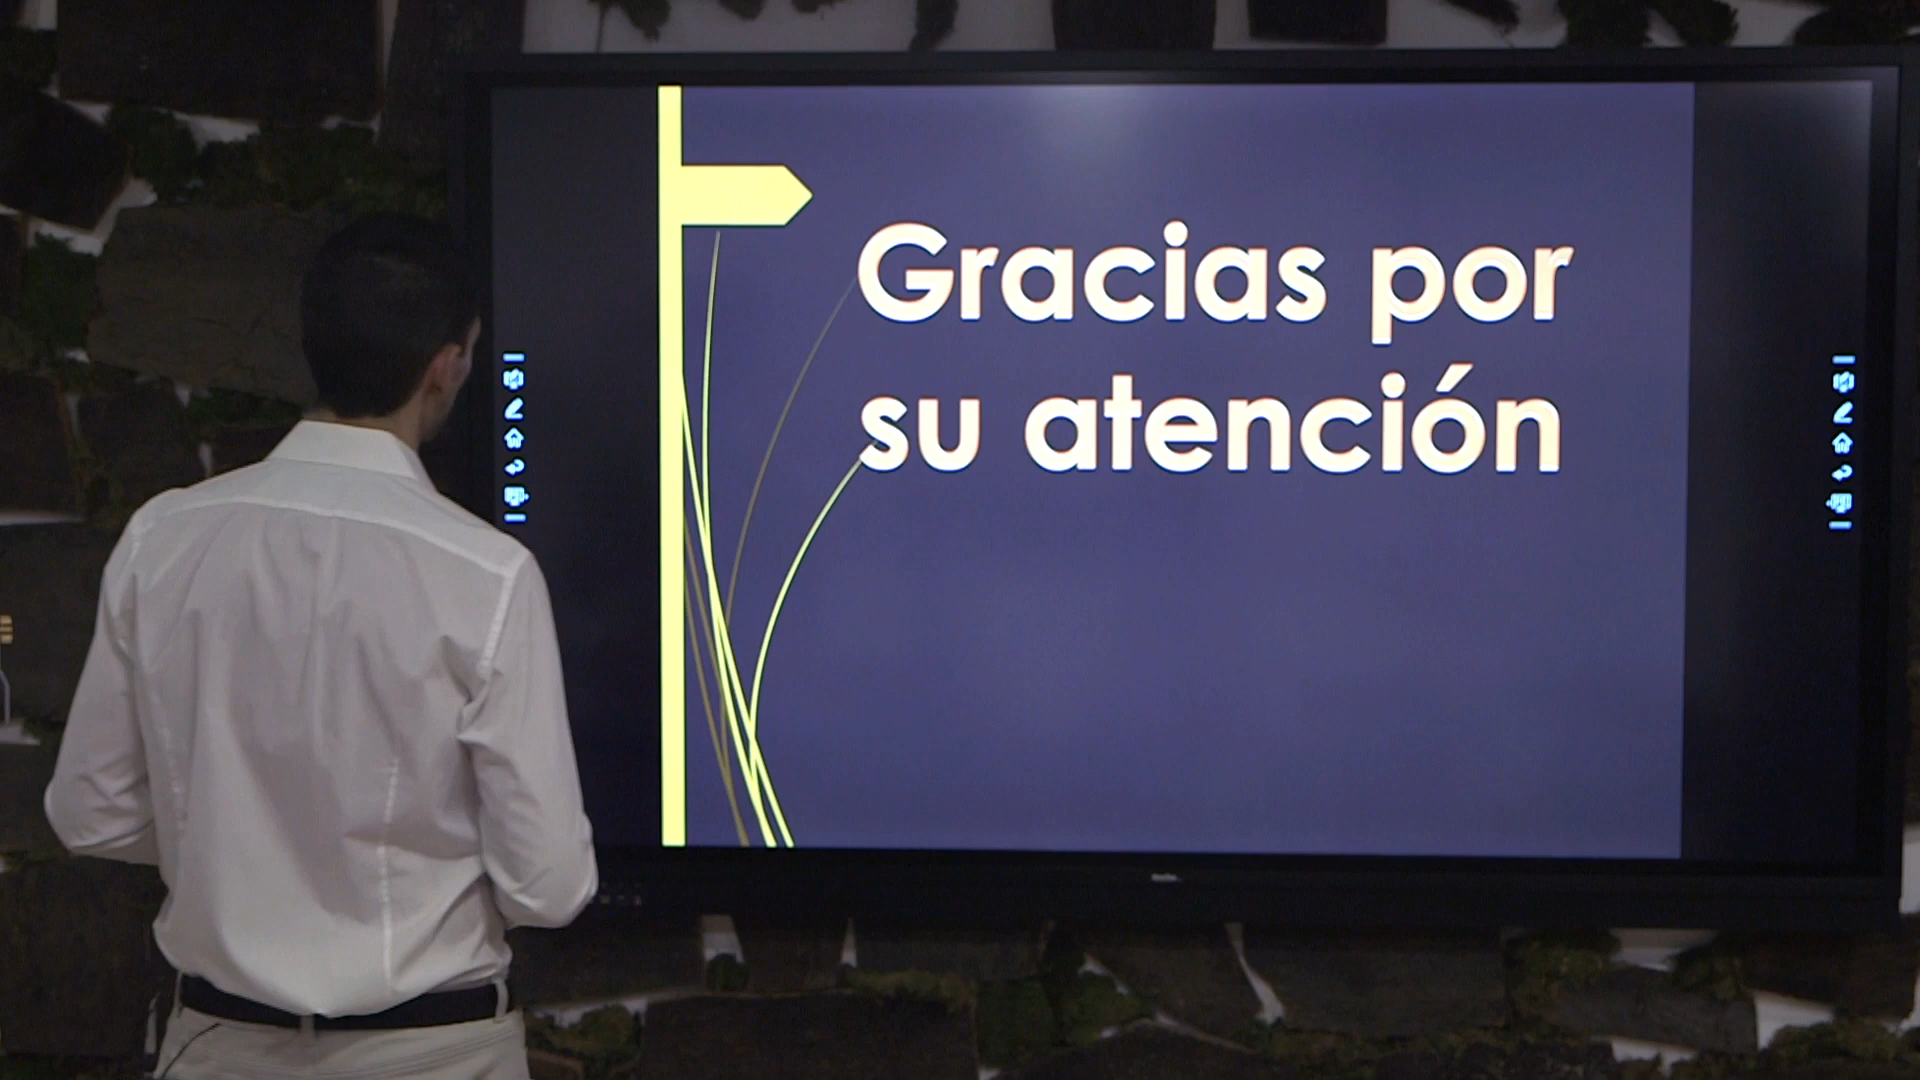 Gracias por
su atención